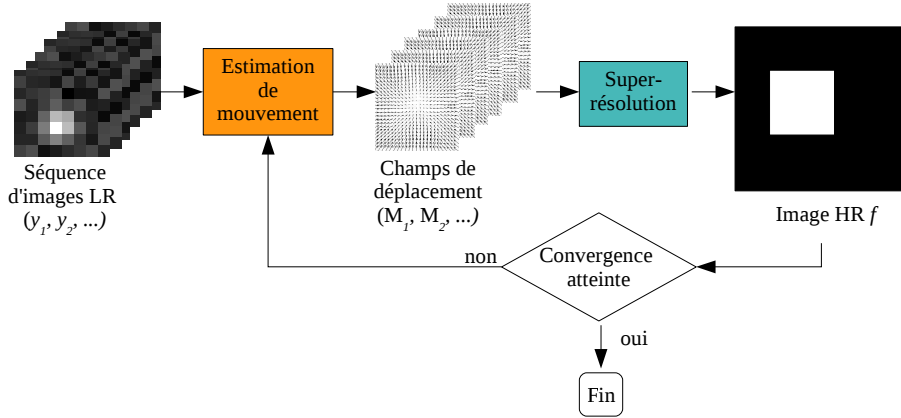 Estimation
de
mouvement
Super-
résolution
Séquence
d'images LR
(y₁, y₂, ...)
Champs de
déplacement
(M₁, M₂, ...)
Image HR f
non
Convergence
atteinte
oui
Fin